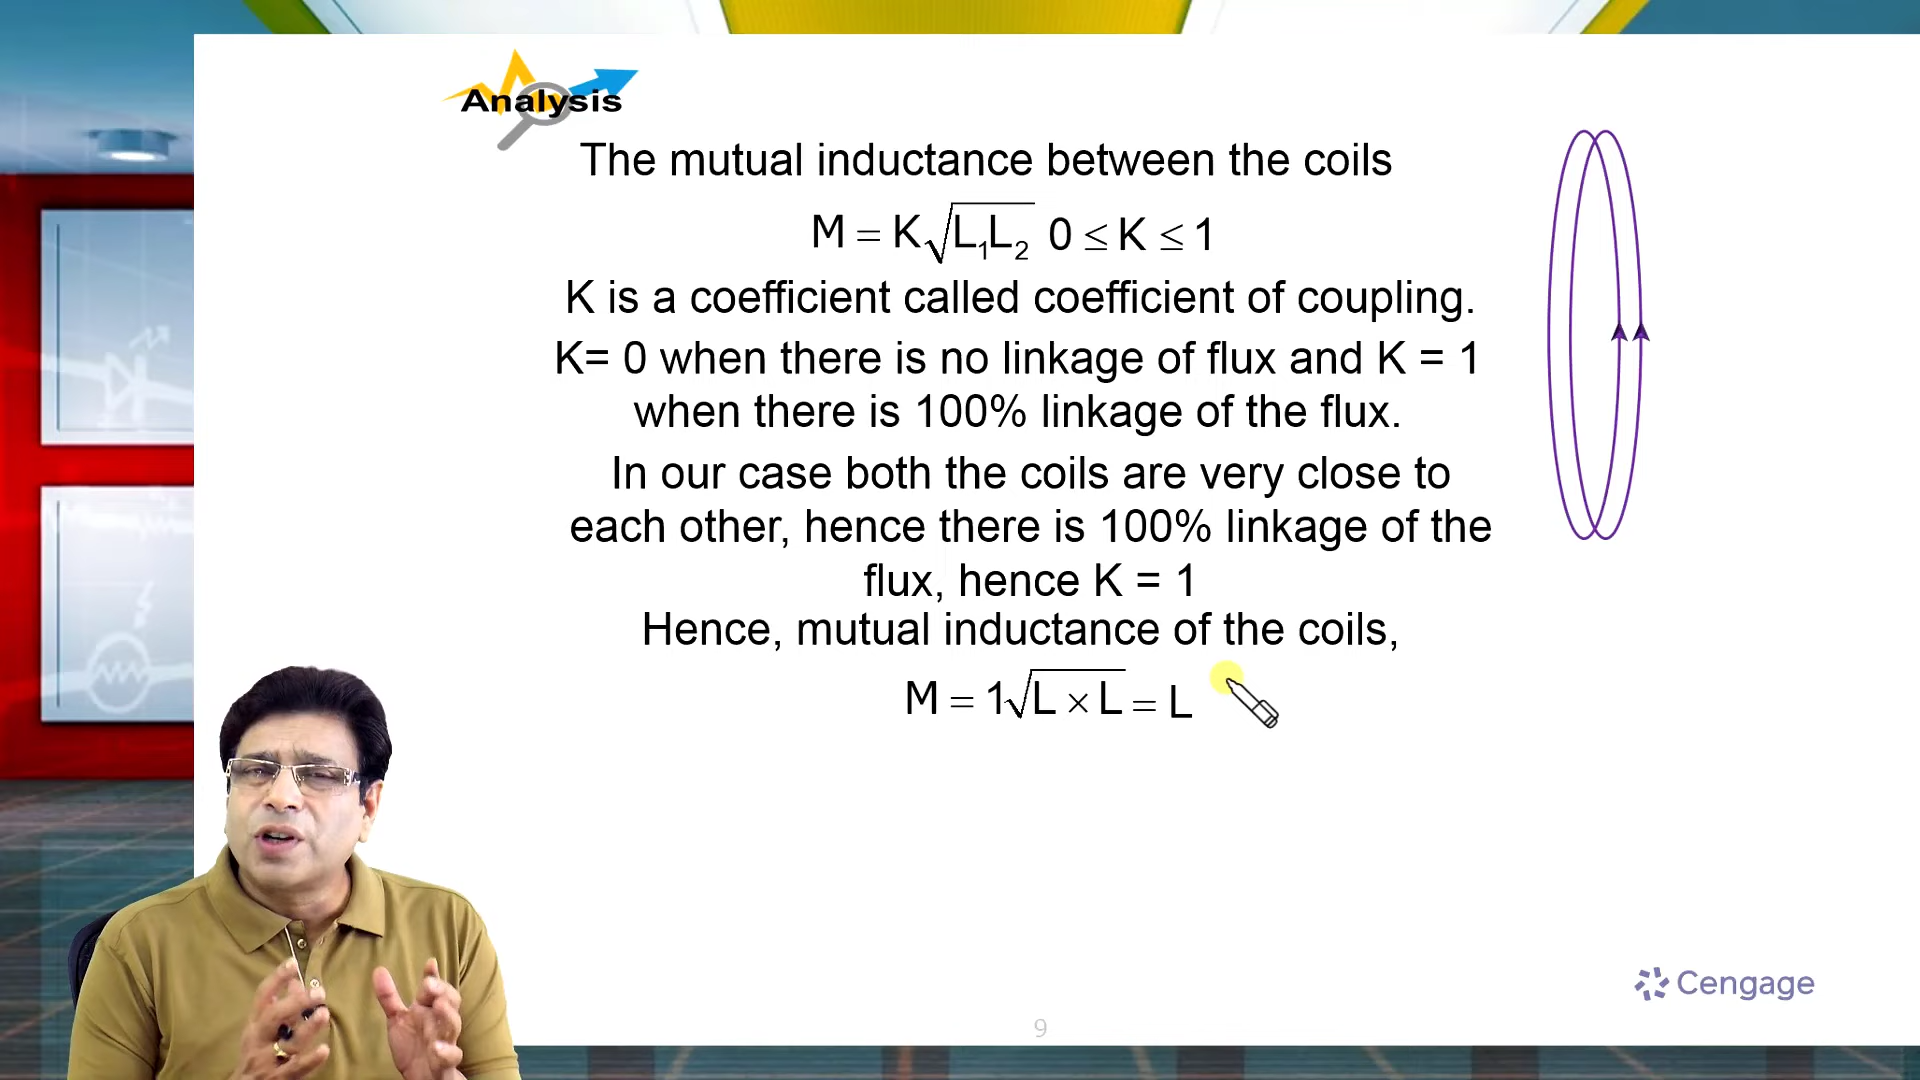 Analysis
The mutual inductance between the coils
M = K√L₁L₂ 0 ≤ K ≤ 1
K is a coefficient called coefficient of coupling.
K= 0 when there is no linkage of flux and K = 1
when there is 100% linkage of the flux.
In our case both the coils are very close to
each other, hence there is 100% linkage of the
flux, hence K = 1
Hence, mutual inductance of the coils,
M = 1√L × L = L
Cengage
9